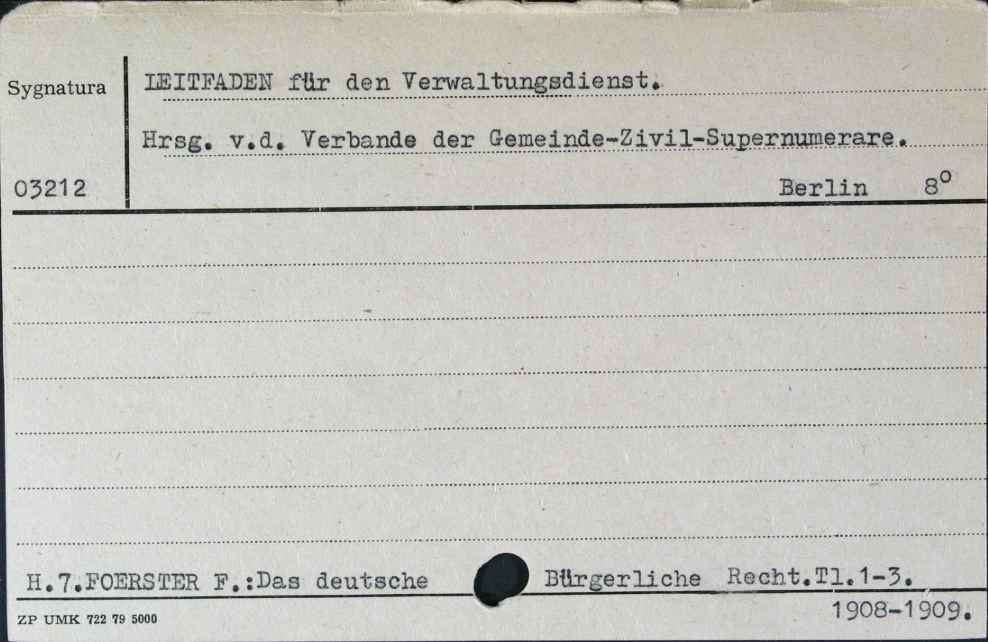 Sygnatura
LEITFADEN für den Verwaltungsdienst.
Hrsg. v.d. Verbande der Gemeinde-Zivil-Supernumerare.
03212
Berlin 8°
H.7.FOERSTER F.:Das deutsche Bürgerliche Recht.Tl.1-3.
1908-1909.
ZP UMK 722 79 5000